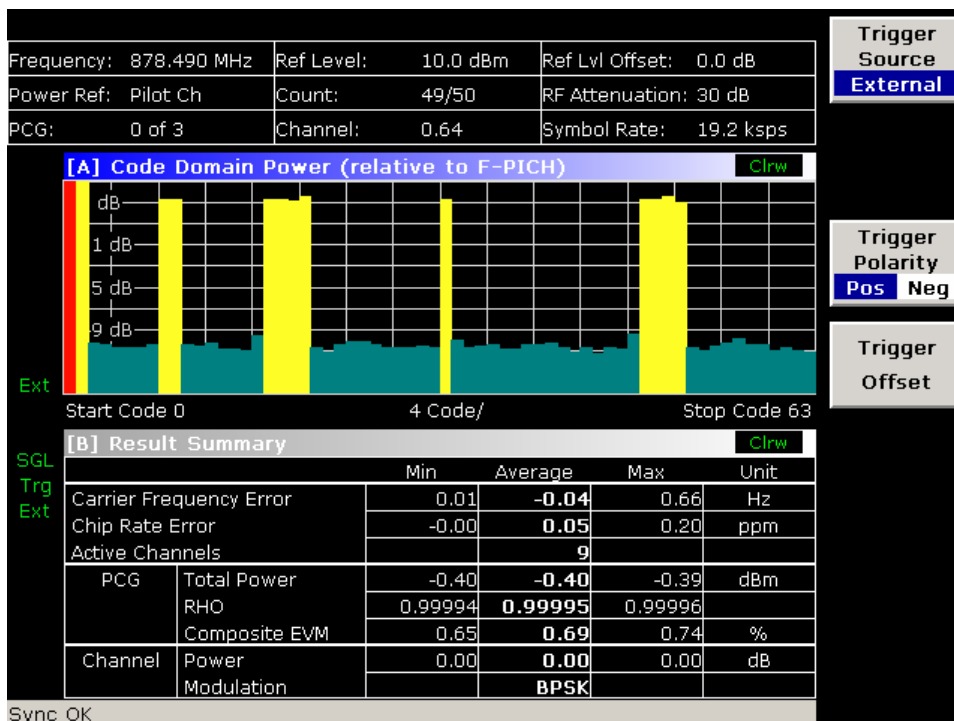 Frequency: 878.490 MHz Ref Level: 10.0 dBm Ref Lvl Offset: 0.0 dB
Power Ref: Pilot Ch Count: 49/50 RF Attenuation: 30 dB
PCG: 0 of 3 Channel: 0.64 Symbol Rate: 19.2 ksps
[A] Code Domain Power (relative to F-PICH) Clrw
dB
1 dB
5 dB
-9 dB
Ext
Start Code 0 4 Code/ Stop Code 63
[B] Result Summary Clrw
SGL
Trg
Ext
Min Average Max Unit
Carrier Frequency Error 0.01 -0.04 0.66 Hz
Chip Rate Error -0.00 0.05 0.20 ppm
Active Channels 9
PCG Total Power -0.40 -0.40 -0.39 dBm
RHO 0.99994 0.99995 0.99996
Composite EVM 0.65 0.69 0.74 %
Channel Power 0.00 0.00 0.00 dB
Modulation BPSK
Sync OK
Trigger
Source
External
Trigger
Polarity
Pos Neg
Trigger
Offset